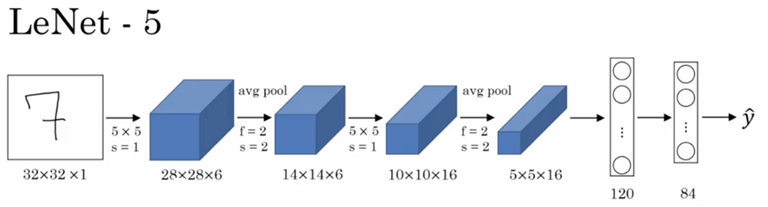 LeNet - 5
7
32×32 ×1
5 × 5
s = 1
28×28×6
avg pool
f = 2
s = 2
14×14×6
5 × 5
s = 1
10×10×16
avg pool
f = 2
s = 2
5×5×16
⋮
120
⋮
84
ŷ